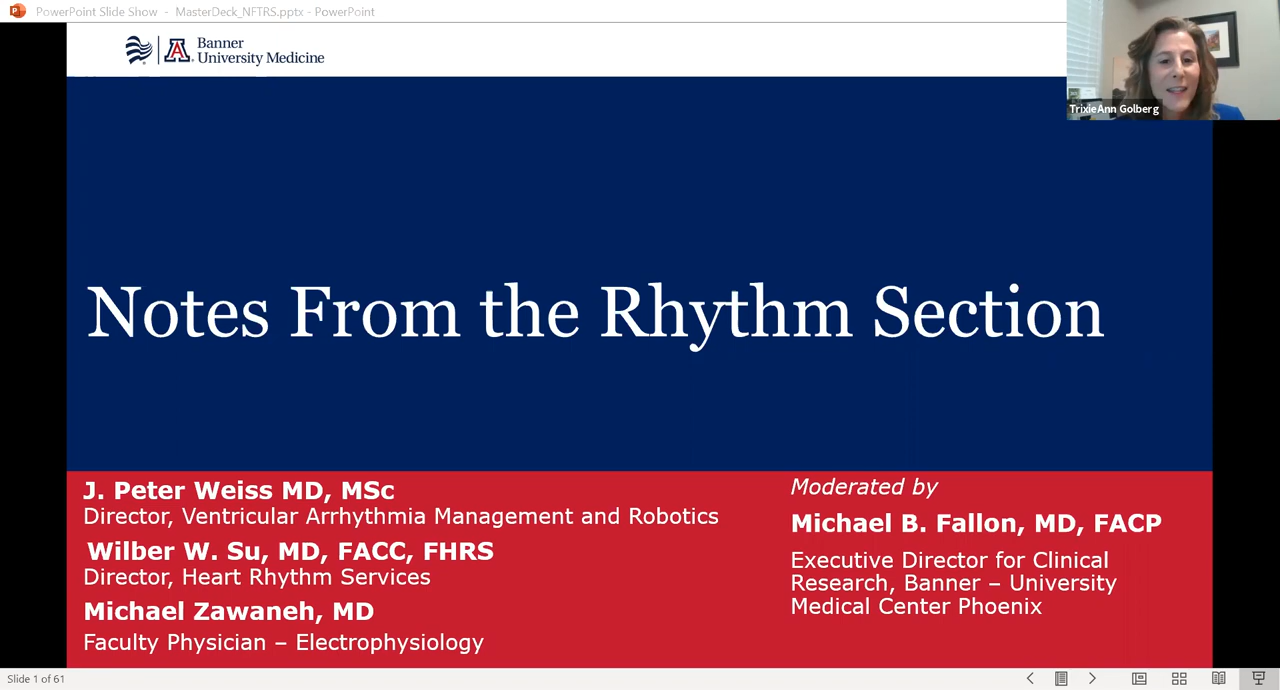 PowerPoint Slide Show - MasterDeck_NFTRS.pptx - PowerPoint
Banner
University Medicine
TrixieAnn Golberg
Notes From the Rhythm Section
J. Peter Weiss MD, MSc
Director, Ventricular Arrhythmia Management and Robotics
Wilber W. Su, MD, FACC, FHRS
Director, Heart Rhythm Services
Michael Zawaneh, MD
Faculty Physician – Electrophysiology
Moderated by
Michael B. Fallon, MD, FACP
Executive Director for Clinical
Research, Banner – University
Medical Center Phoenix
Slide 1 of 61